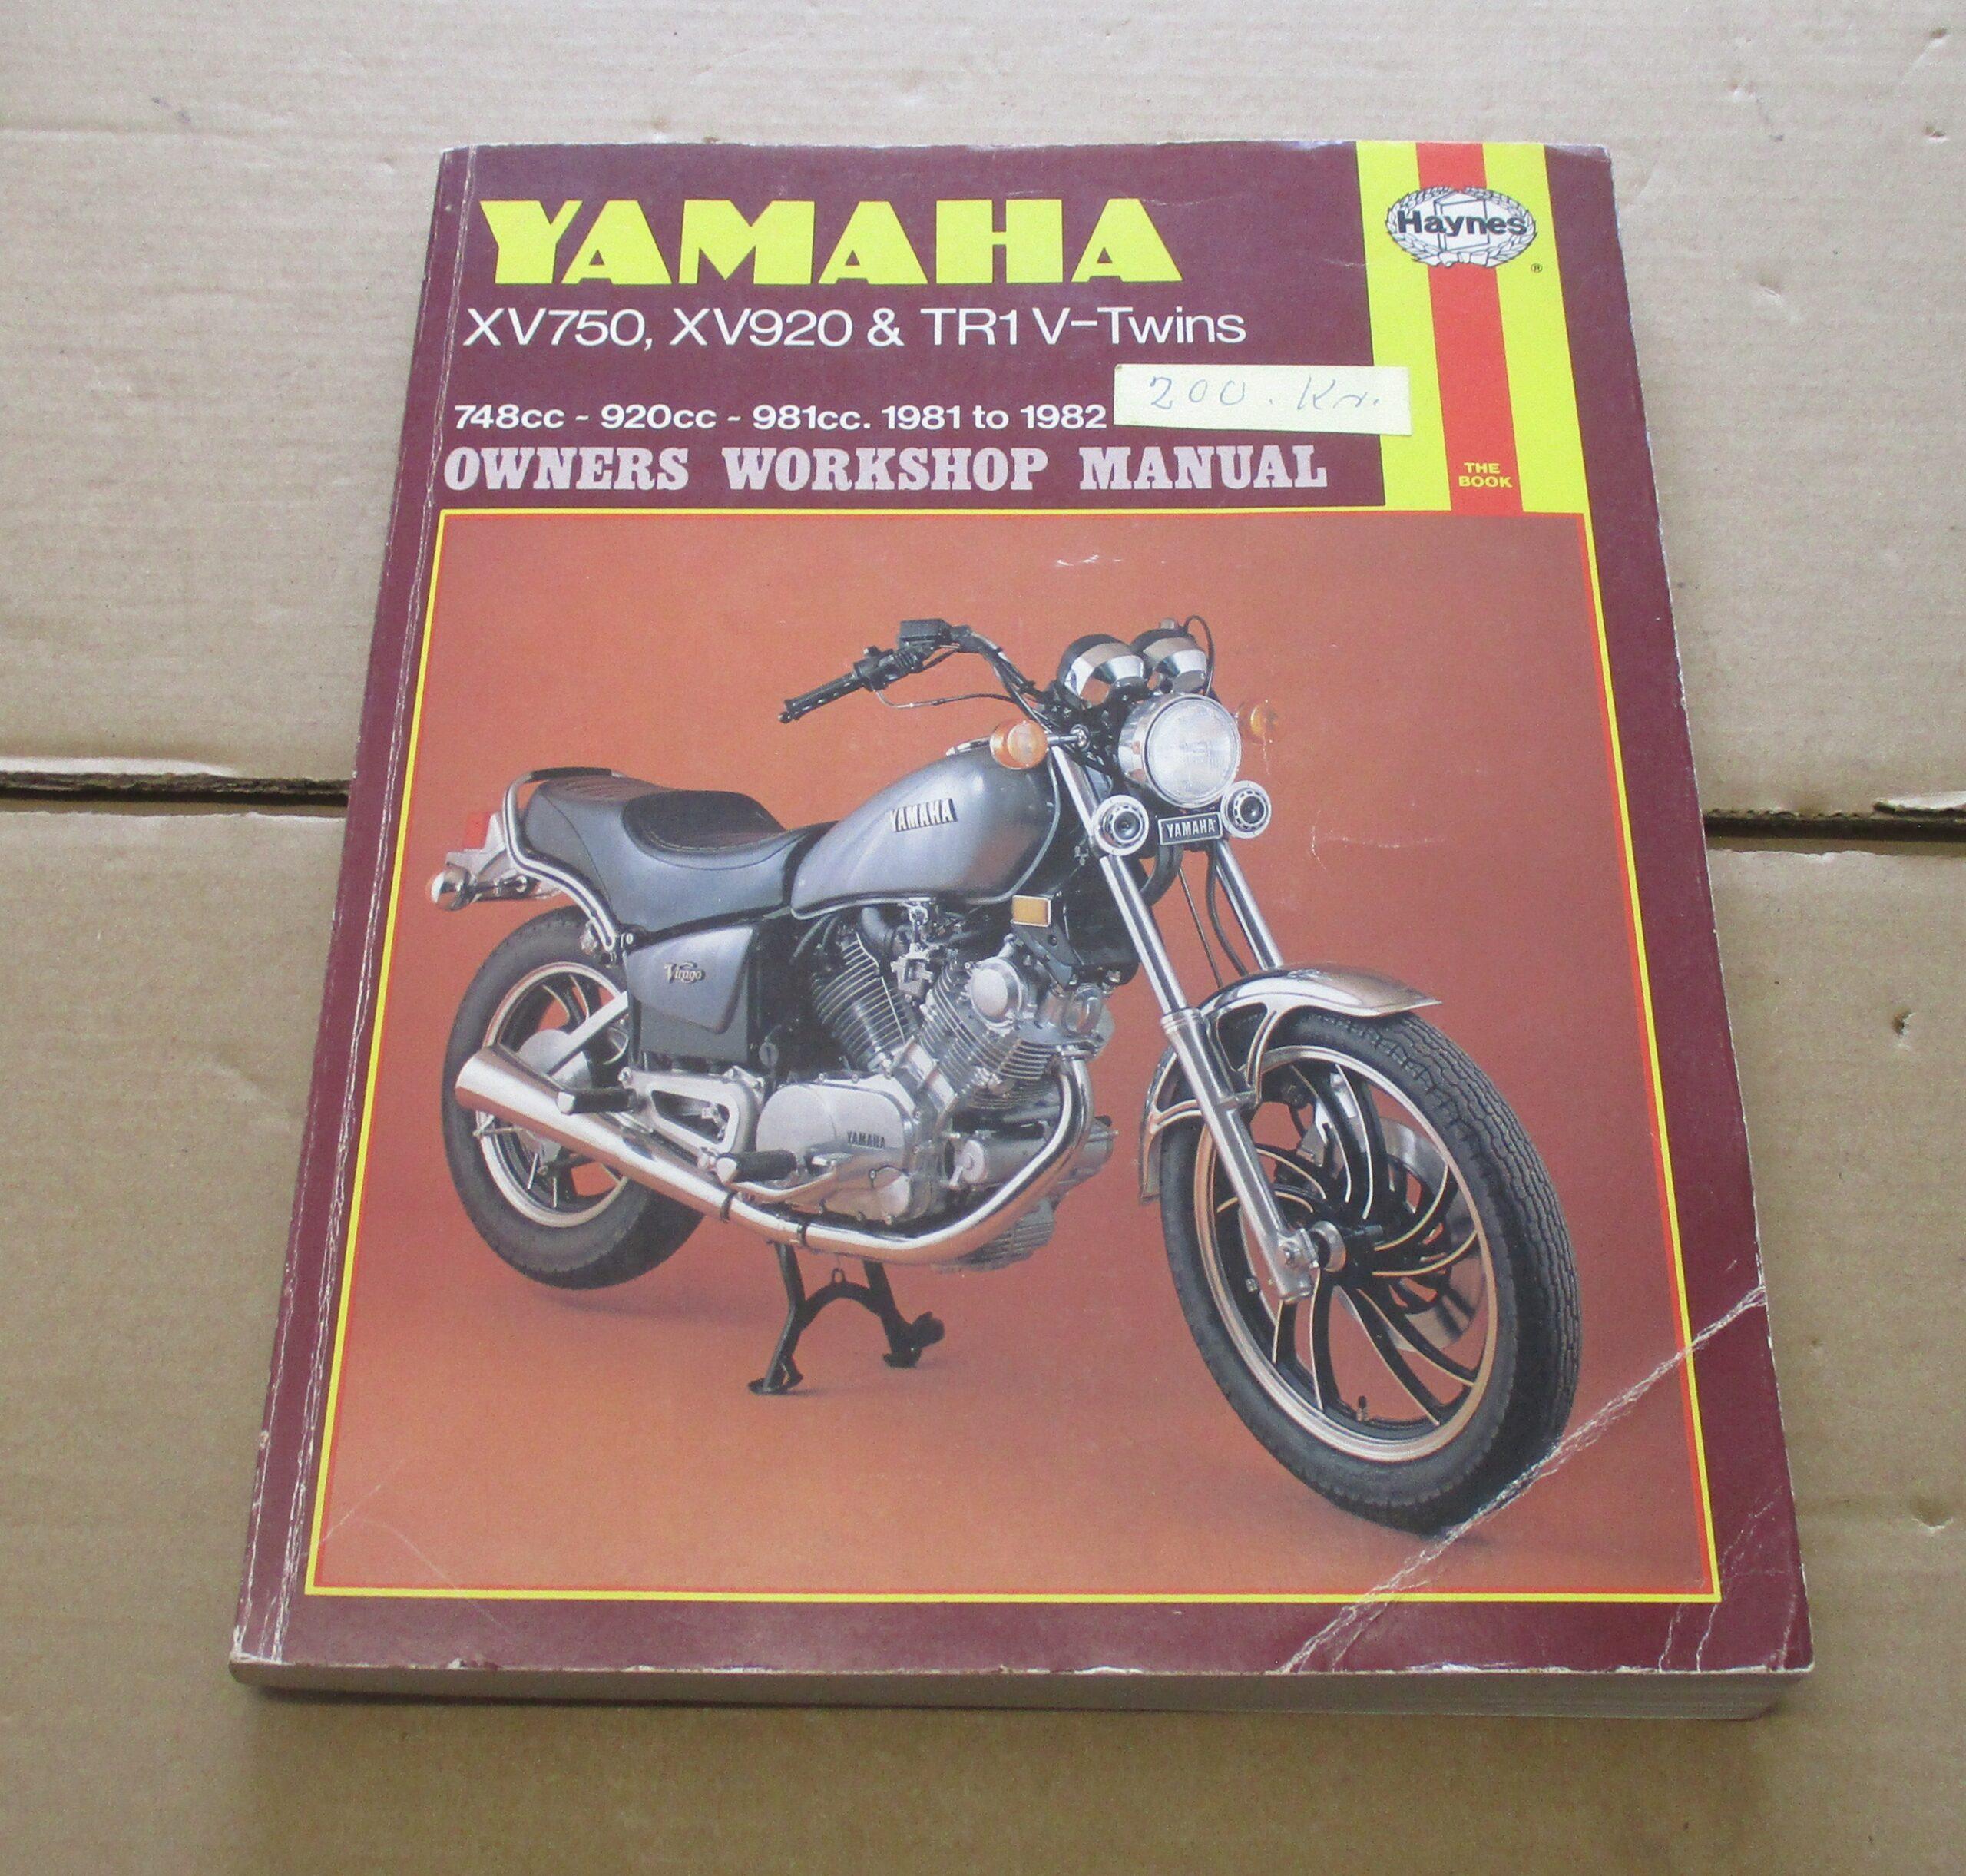 YAMAHA
Haynes
®
XV750, XV920 & TR1 V-Twins
200. Kr.
748cc ~ 920cc ~ 981cc. 1981 to 1982
OWNERS WORKSHOP MANUAL
THE
BOOK
YAMAHA
YAMAHA
Virago
YAMAHA